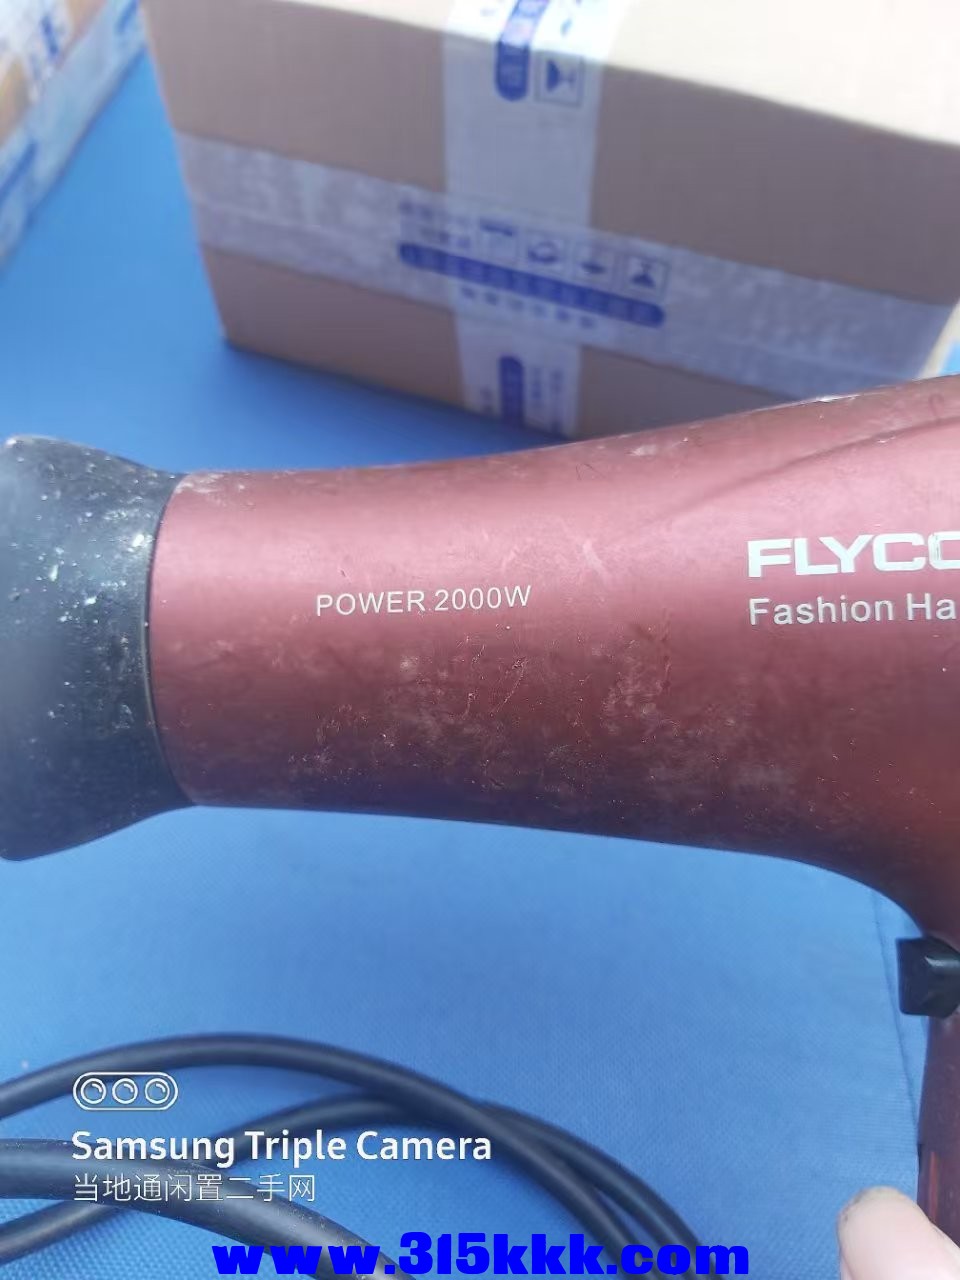 FLYCO
POWER 2000W
Fashion Ha
Samsung Triple Camera
当地通闲置二手网
www.315kkk.com